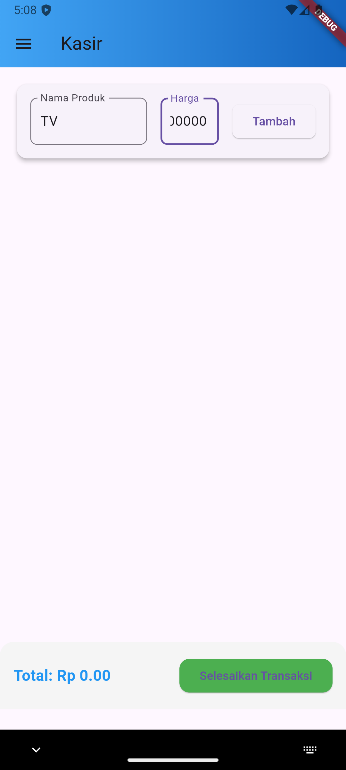 5:08
DEBUG
Kasir
Nama Produk
Harga
TV
00000
Tambah
Total: Rp 0.00
Selesaikan Transaksi